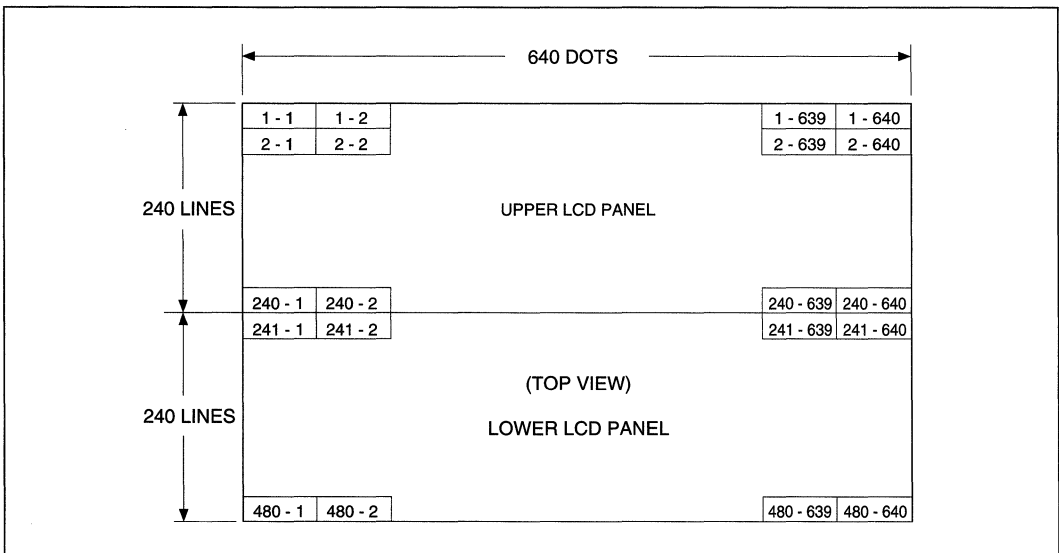 640 DOTS
1 - 1 1 - 2 1 - 639 1 - 640
2 - 1 2 - 2 2 - 639 2 - 640
240 LINES UPPER LCD PANEL
240 - 1 240 - 2 240 - 639 240 - 640
241 - 1 241 - 2 241 - 639 241 - 640
(TOP VIEW)
240 LINES
LOWER LCD PANEL
480 - 1 480 - 2 480 - 639 480 - 640